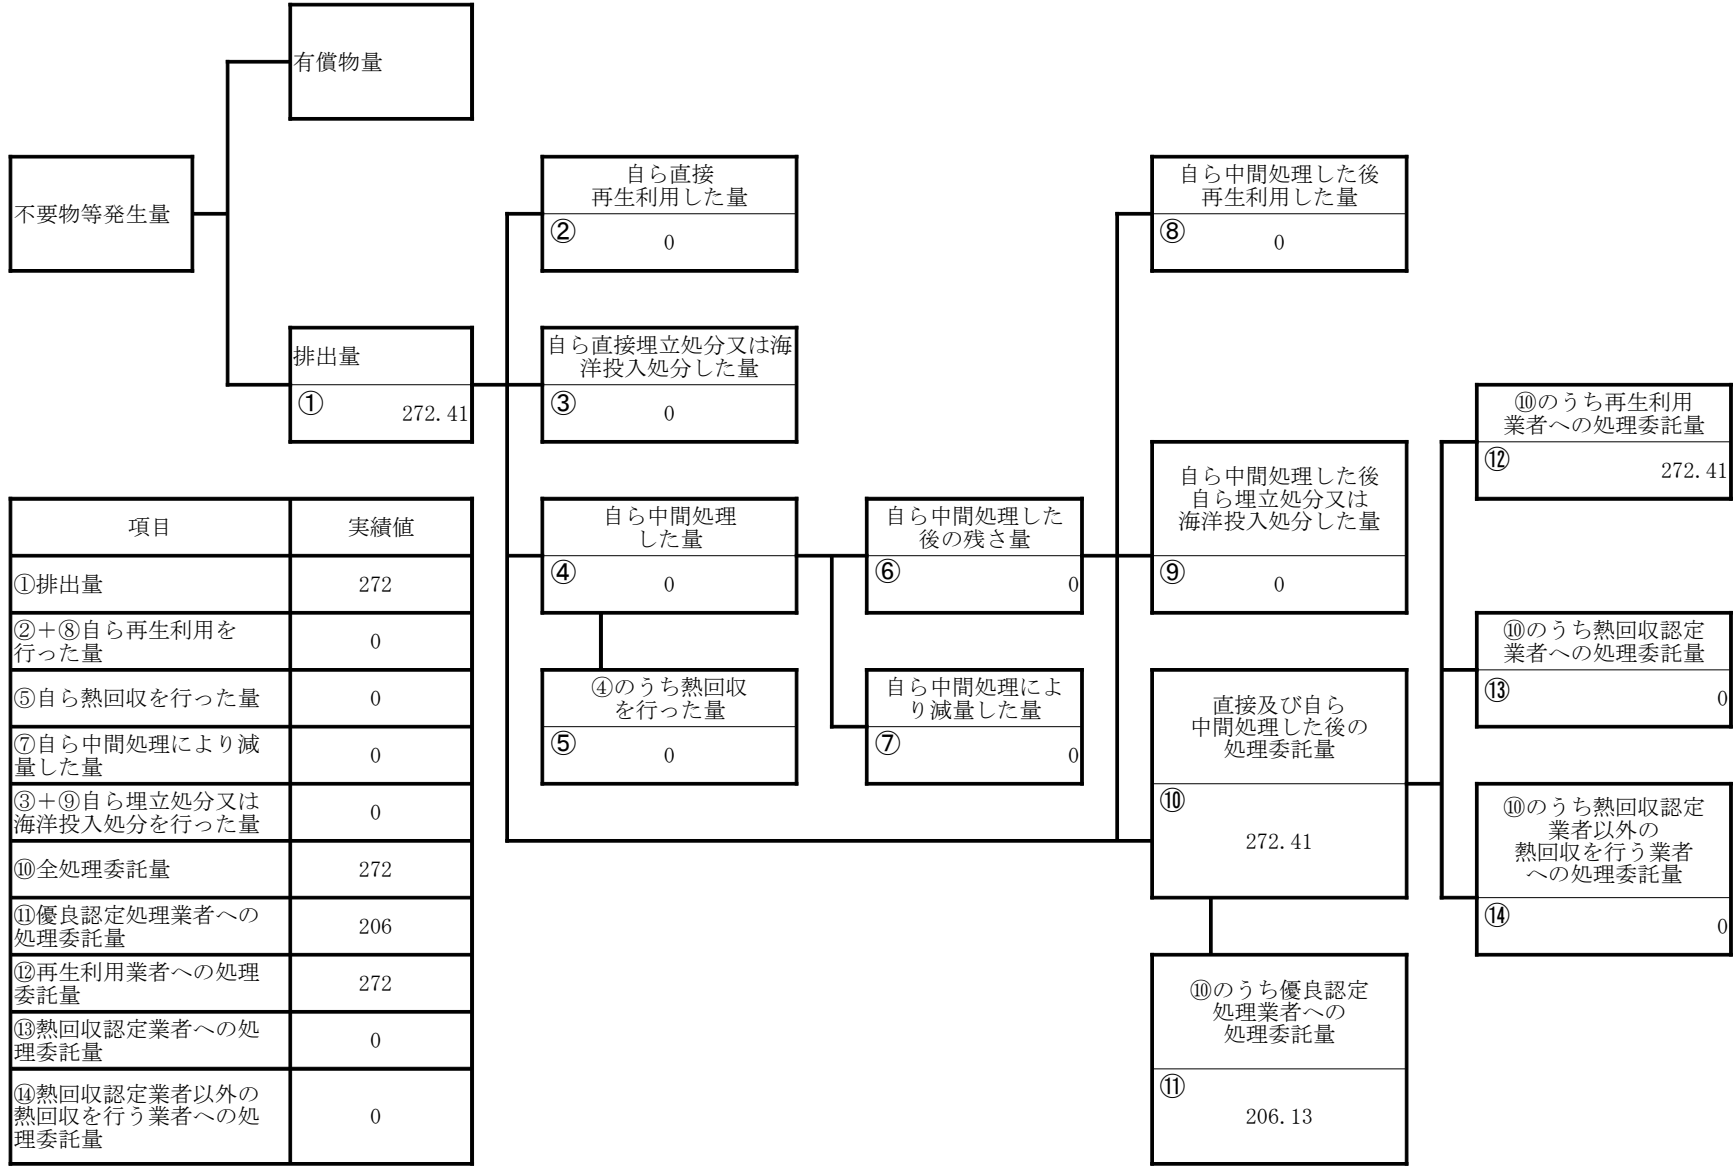 有償物量
不要物等発生量
自ら直接
再生利用した量
②
0
自ら中間処理した後
再生利用した量
⑧
0
排出量
①
272.41
自ら直接埋立処分又は海
洋投入処分した量
③
0
⑩のうち再生利用
業者への処理委託量
⑫
272.41
自ら中間処理
した量
④
0
自ら中間処理した
後の残さ量
⑥
0
自ら中間処理した後
自ら埋立処分又は
海洋投入処分した量
⑨
0
⑩のうち熱回収認定
業者への処理委託量
⑬
0
④のうち熱回収
を行った量
⑤
0
自ら中間処理によ
り減量した量
⑦
0
直接及び自ら
中間処理した後の
処理委託量
⑩
272.41
⑩のうち熱回収認定
業者以外の
熱回収を行う業者
への処理委託量
⑭
0
⑩のうち優良認定
処理業者への
処理委託量
⑪
206.13
項目 実績値
①排出量 272
②+⑧自ら再生利用を
行った量 0
⑤自ら熱回収を行った量 0
⑦自ら中間処理により減
量した量 0
③+⑨自ら埋立処分又は
海洋投入処分を行った量 0
⑩全処理委託量 272
⑪優良認定処理業者への
処理委託量 206
⑫再生利用業者への処理
委託量 272
⑬熱回収認定業者への処
理委託量 0
⑭熱回収認定業者以外の
熱回収を行う業者への処
理委託量 0